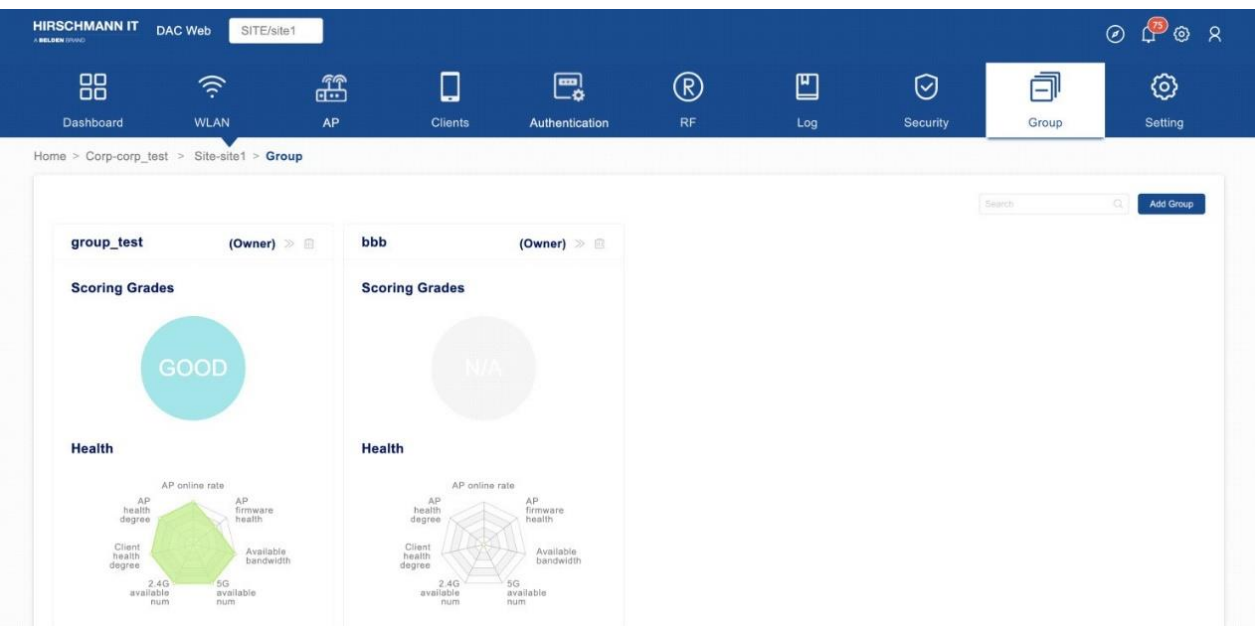 HIRSCHMANN IT
A BELDEN BRAND
DAC Web
SITE/site1
75
Dashboard
WLAN
AP
Clients
Authentication
RF
Log
Security
Group
Setting
Home > Corp-corp_test > Site-site1 > Group
Search
Add Group
group_test (Owner) »
Scoring Grades
GOOD
Health
AP online rate
AP
health
degree
AP
firmware
health
Client
health
degree
Available
bandwidth
2.4G
available
num
5G
available
num
bbb (Owner) »
Scoring Grades
N/A
Health
AP online rate
AP
health
degree
AP
firmware
health
Client
health
degree
Available
bandwidth
2.4G
available
num
5G
available
num